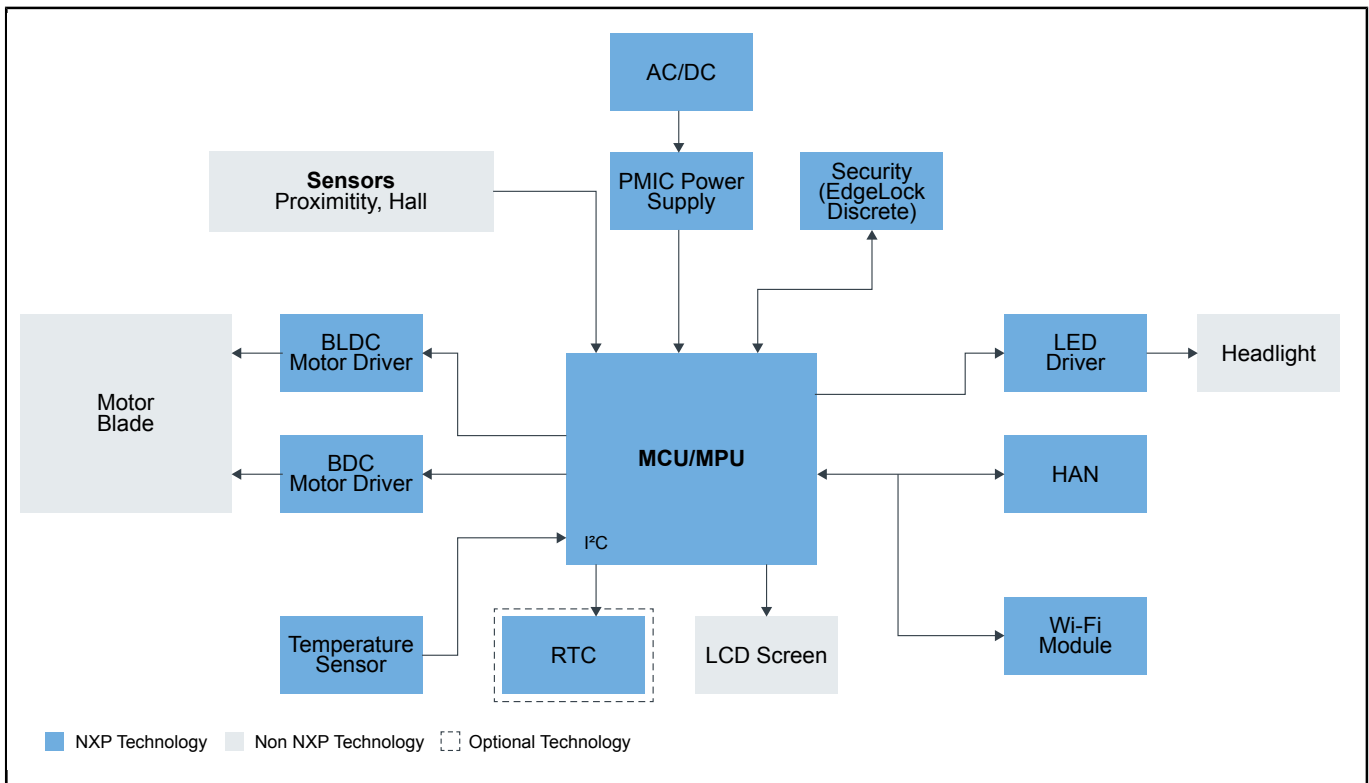 AC/DC
Sensors
Proximitity, Hall
PMIC Power
Supply
Security
(EdgeLock
Discrete)
Motor
Blade
BLDC
Motor Driver
LED
Driver
Headlight
BDC
Motor Driver
MCU/MPU
HAN
I²C
Temperature
Sensor
RTC
LCD Screen
Wi-Fi
Module
NXP Technology
Non NXP Technology
Optional Technology